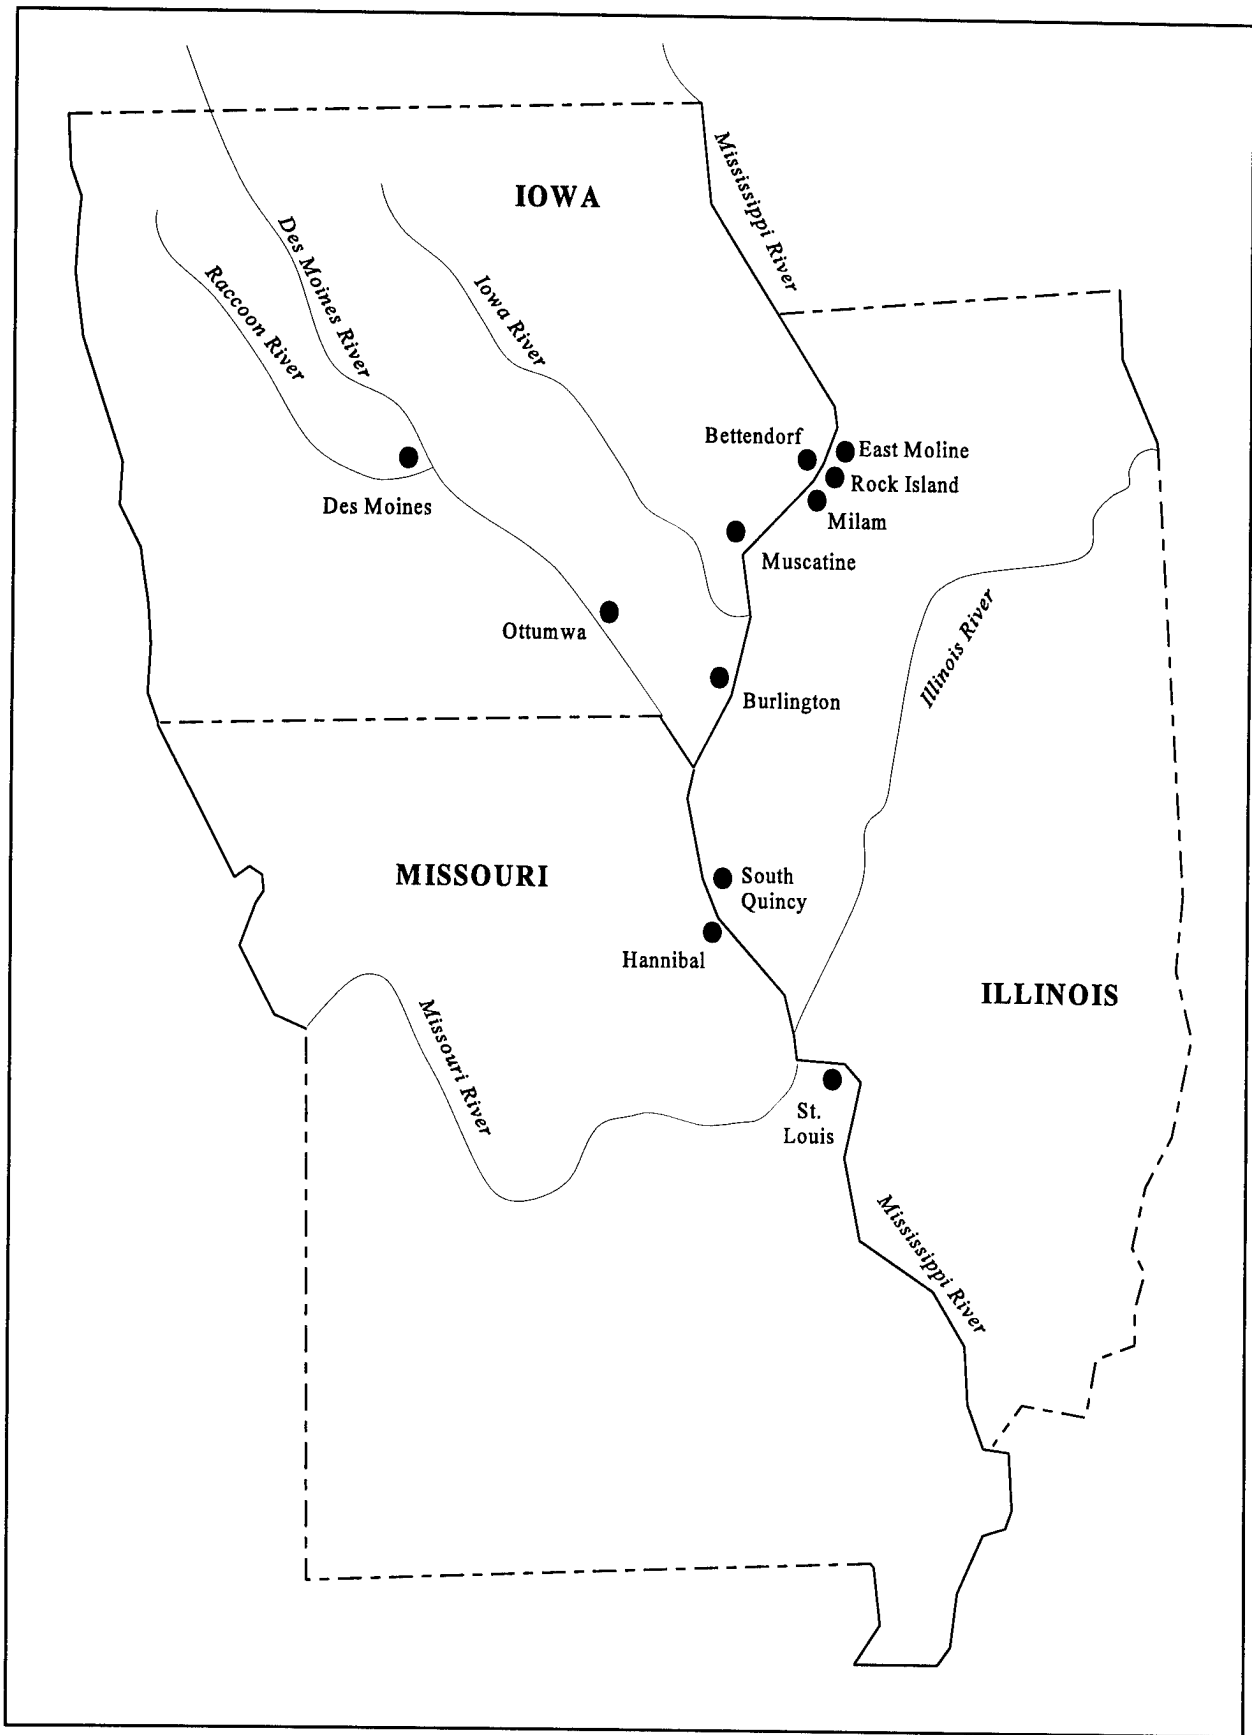 Mississippi River
IOWA
Des Moines River
Raccoon River
Iowa River
Bettendorf
East Moline
Rock Island
Milam
Des Moines
Muscatine
Ottumwa
Illinois River
Burlington
MISSOURI
South
Quincy
Hannibal
ILLINOIS
Missouri River
St.
Louis
Mississippi River